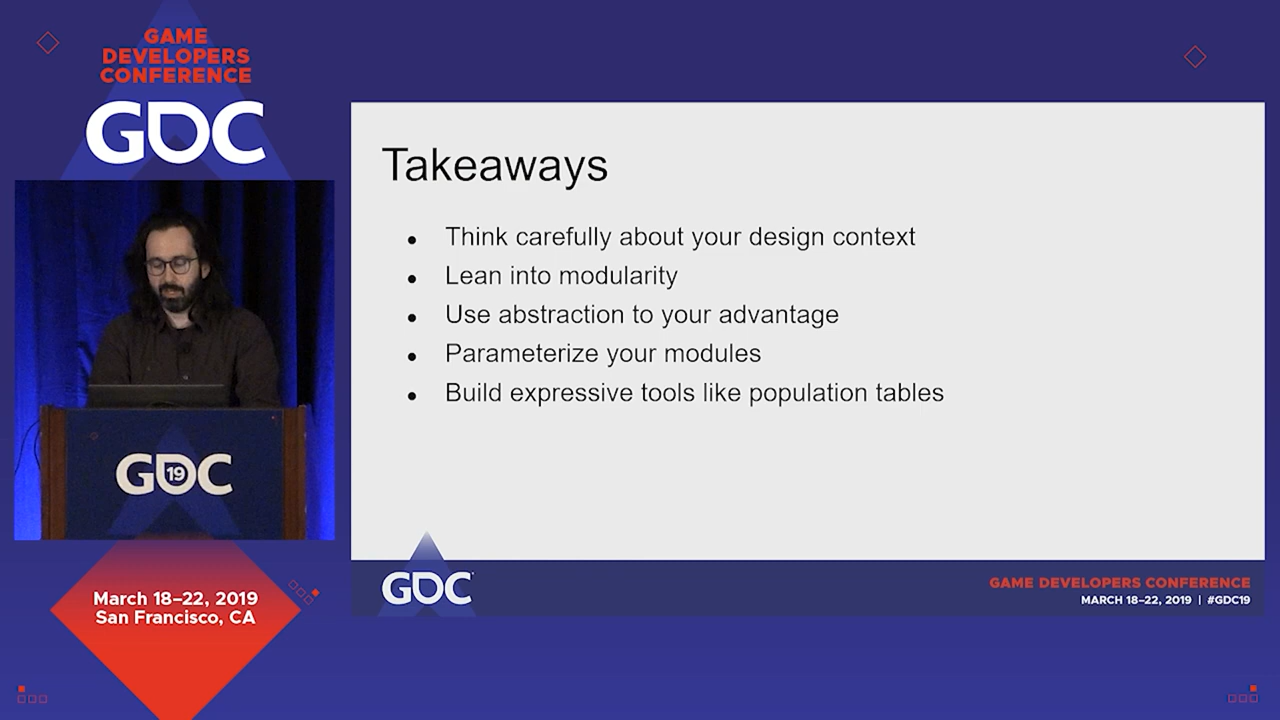 GAME
DEVELOPERS
CONFERENCE
GDC
Takeaways
● Think carefully about your design context
● Lean into modularity
● Use abstraction to your advantage
● Parameterize your modules
● Build expressive tools like population tables
GDC 19
March 18–22, 2019
San Francisco, CA
GDC
GAME DEVELOPERS CONFERENCE
MARCH 18–22, 2019 | #GDC19